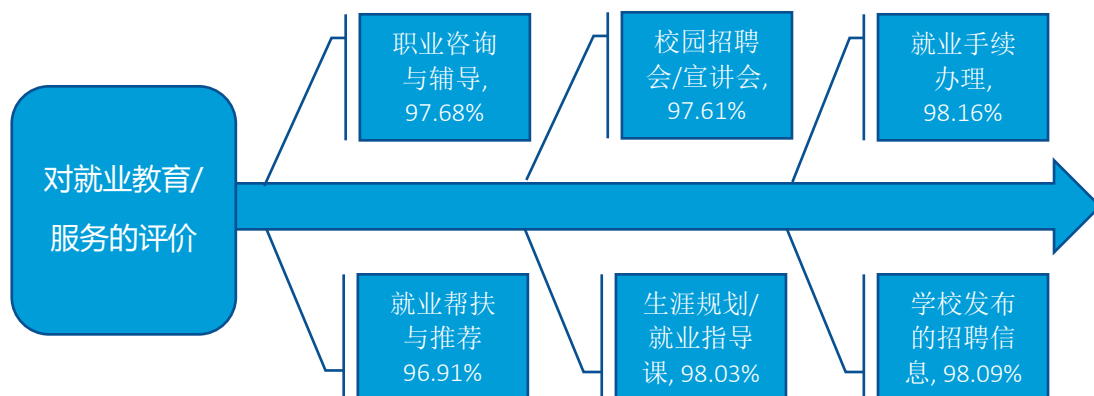 对就业教育/
服务的评价
职业咨询
与辅导,
97.68%
校园招聘
会/宣讲会,
97.61%
就业手续
办理,
98.16%
就业帮扶
与推荐
96.91%
生涯规划/
就业指导
课, 98.03%
学校发布
的招聘信
息, 98.09%